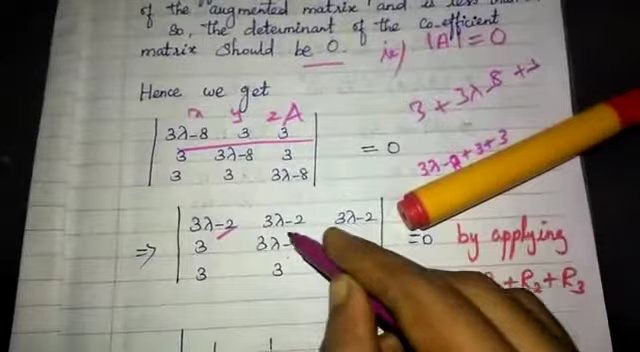 of the augmented matrix and is less
So, the determinant of the co-efficient
matrix should be 0. ie) |A| = 0
Hence we get
3 + 3λ 8 + 3
x y z A
3λ-8 3 3
3 3λ-8 3 = 0
3 3 3λ-8
3λ-8+3+3
⇒ 3λ-2 3λ-2 3λ-2
3 3λ- =0 by applying
3 3 +R₂+R₃